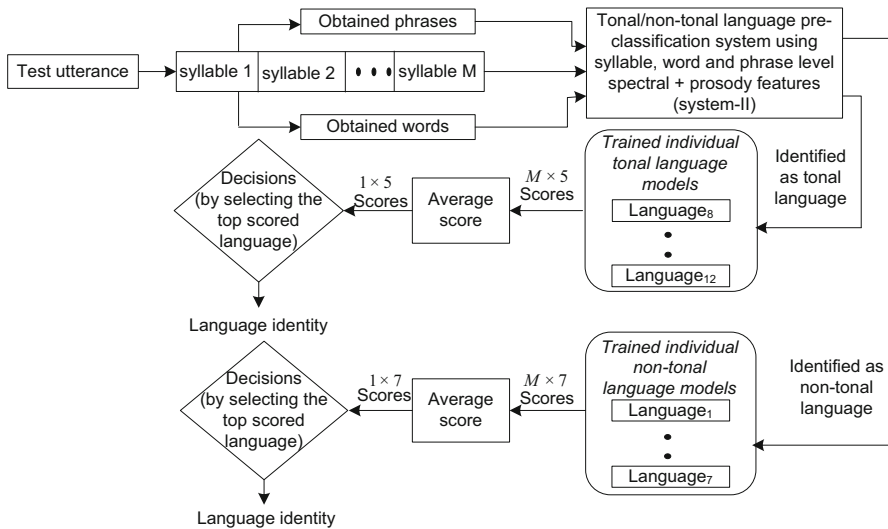 Obtained phrases
Test utterance
syllable 1
syllable 2
• • •
syllable M
Obtained words
Tonal/non-tonal language pre-
classification system using
syllable, word and phrase level
spectral + prosody features
(system-II)
Decisions
(by selecting the
top scored
language)
1 × 5
Scores
Average
score
M × 5
Scores
Trained individual
tonal language
models
Language₈
•
•
Language₁₂
Identified
as tonal
language
Language identity
Decisions
(by selecting the
top scored
language)
1 × 7
Scores
Average
score
M × 7
Scores
Trained individual
non-tonal
language models
Language₁
•
•
Language₇
Identified as
non-tonal
language
Language identity